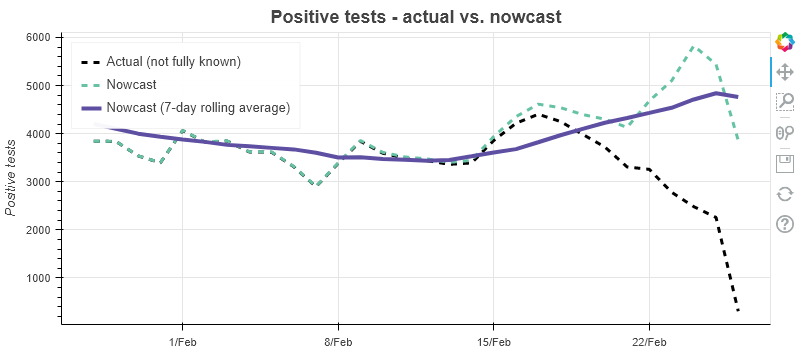 Positive tests - actual vs. nowcast
6000
5000
4000
3000
2000
1000
Positive tests
Actual (not fully known)
Nowcast
Nowcast (7-day rolling average)
1/Feb
8/Feb
15/Feb
22/Feb